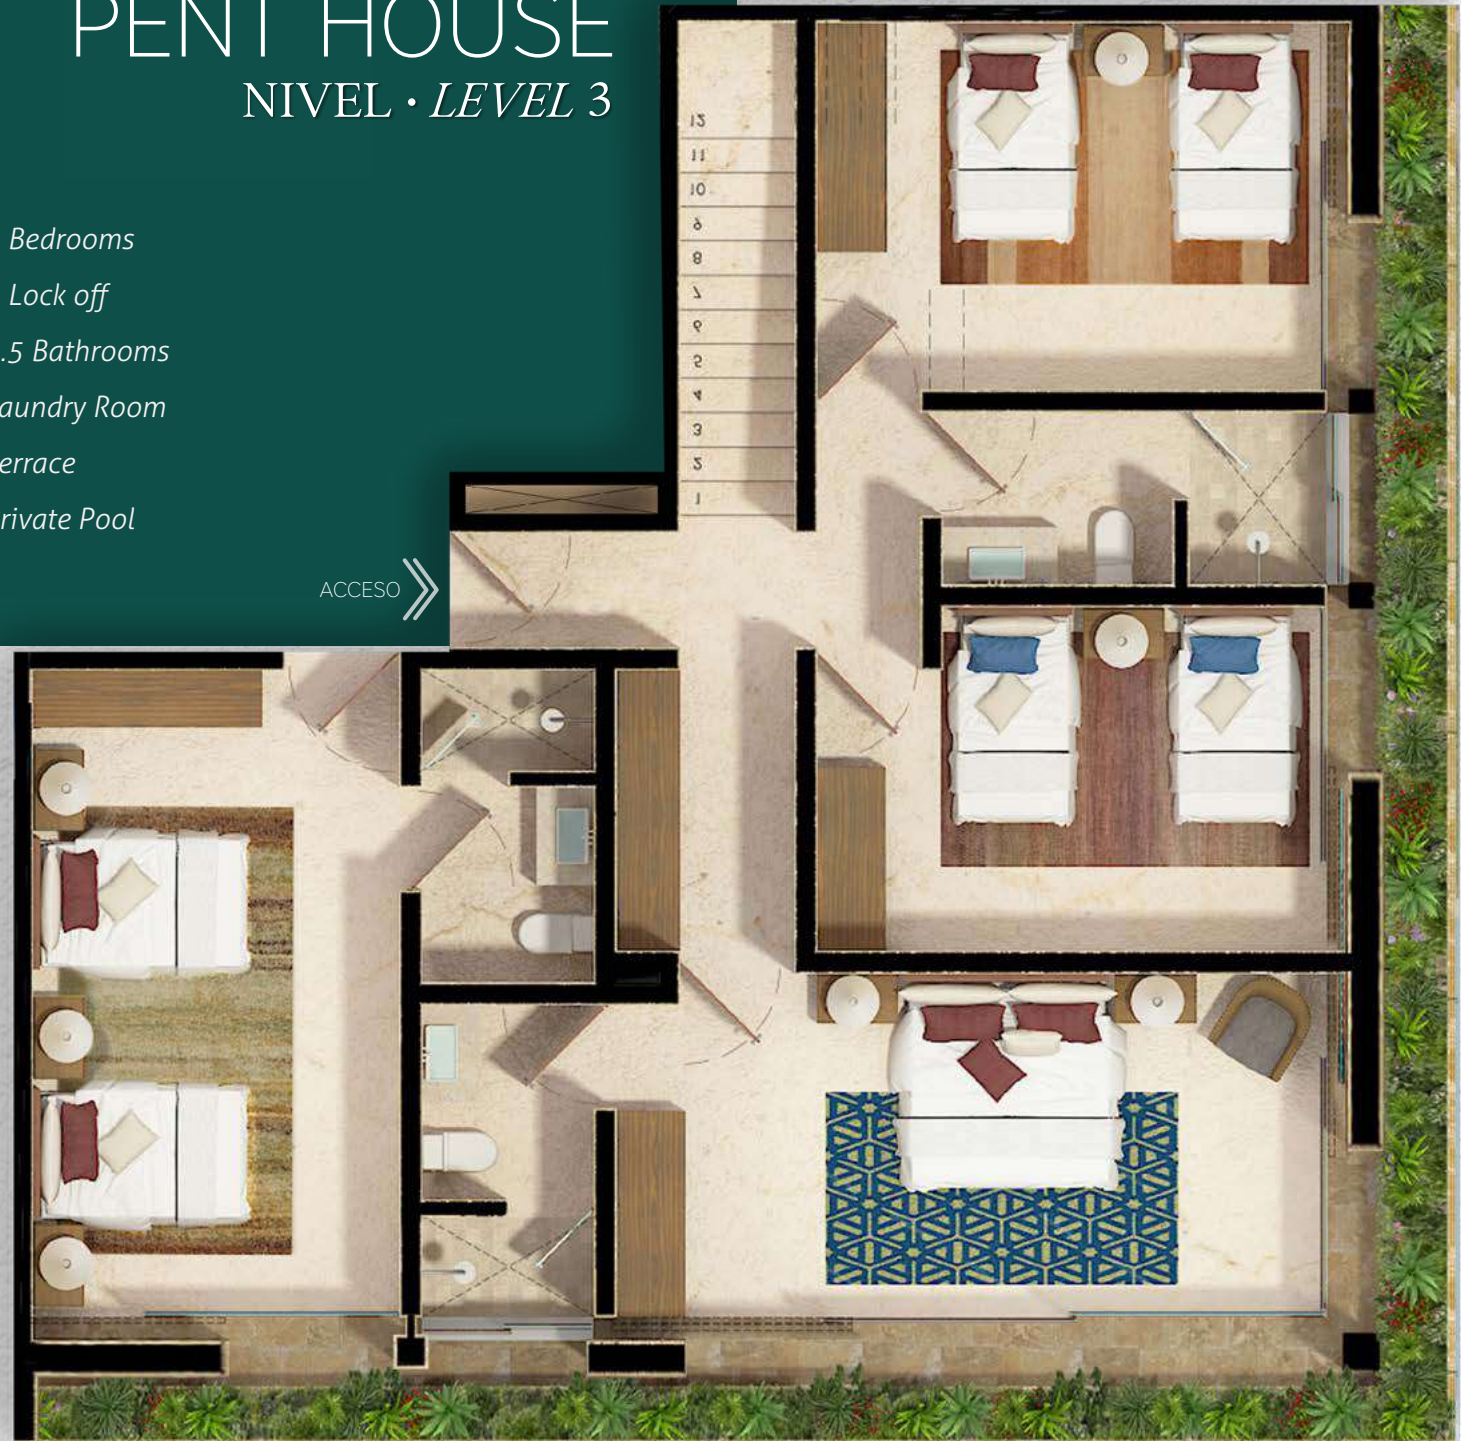 PENT HOUSE
NIVEL • LEVEL 3
Bedrooms
Lock off
.5 Bathrooms
aundry Room
errace
rivate Pool
ACCESO
12
11
10
9
8
7
6
5
4
3
2
1